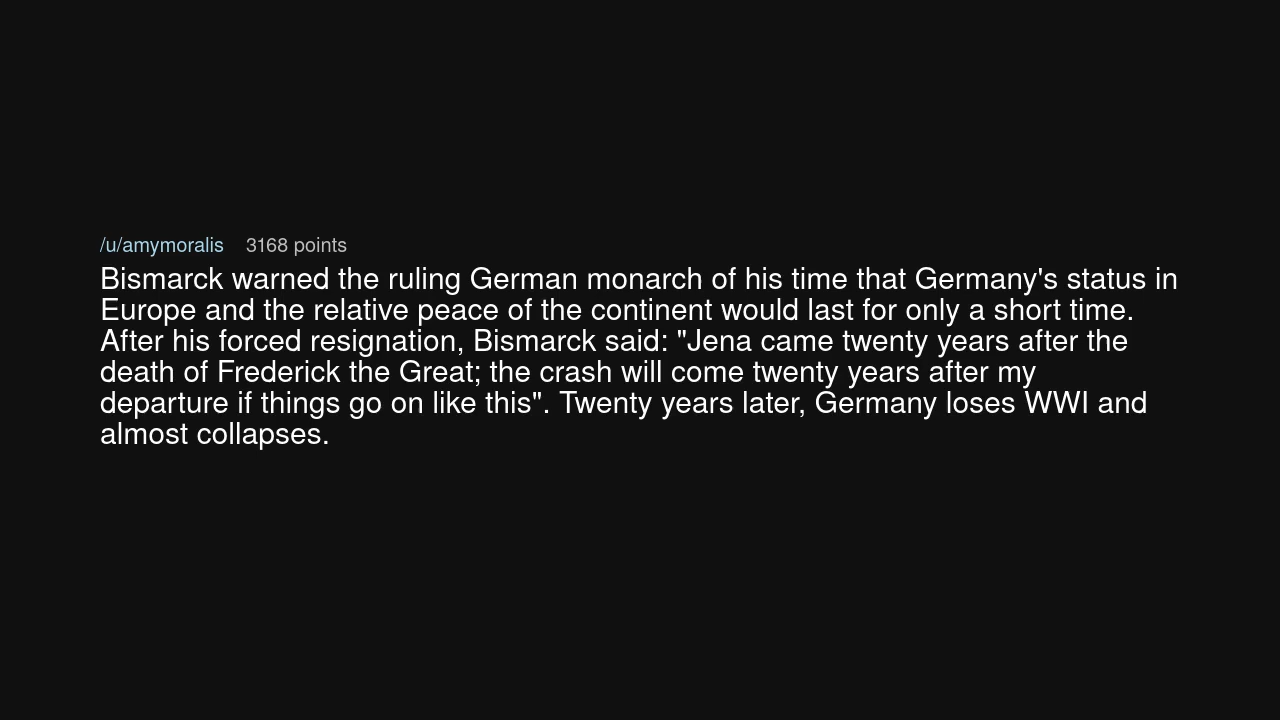 /u/amymoralis 3168 points
Bismarck warned the ruling German monarch of his time that Germany's status in
Europe and the relative peace of the continent would last for only a short time.
After his forced resignation, Bismarck said: "Jena came twenty years after the
death of Frederick the Great; the crash will come twenty years after my
departure if things go on like this". Twenty years later, Germany loses WWI and
almost collapses.